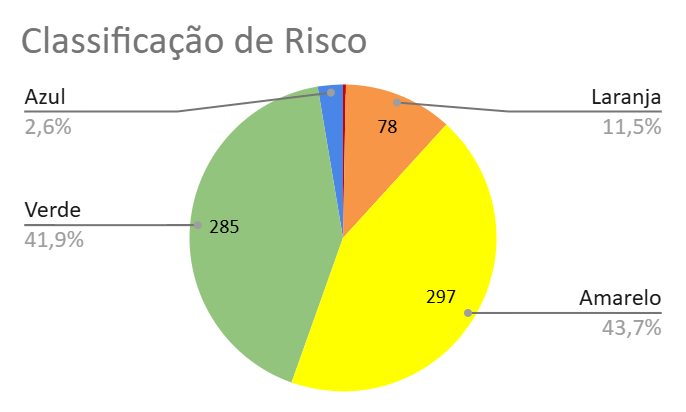 Classificação de Risco
Azul
2,6%
Laranja
11,5%
78
Verde
41,9%
285
297
Amarelo
43,7%